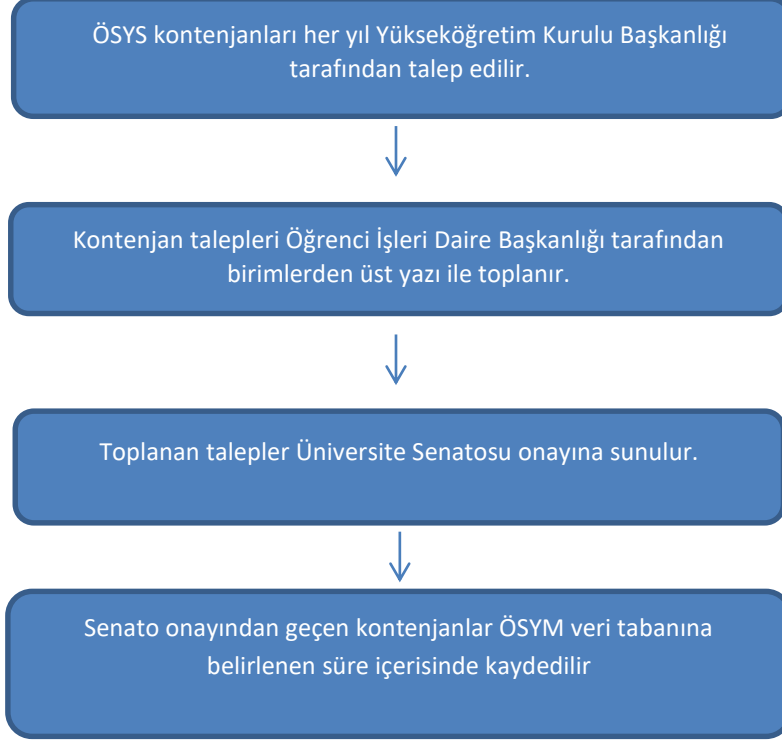 ÖSYS kontenjanları her yıl Yükseköğretim Kurulu Başkanlığı
tarafından talep edilir.
Kontenjan talepleri Öğrenci İşleri Daire Başkanlığı tarafından
birimlerden üst yazı ile toplanır.
Toplanan talepler Üniversite Senatosu onayına sunulur.
Senato onayından geçen kontenjanlar ÖSYM veri tabanına
belirlenen süre içerisinde kaydedilir